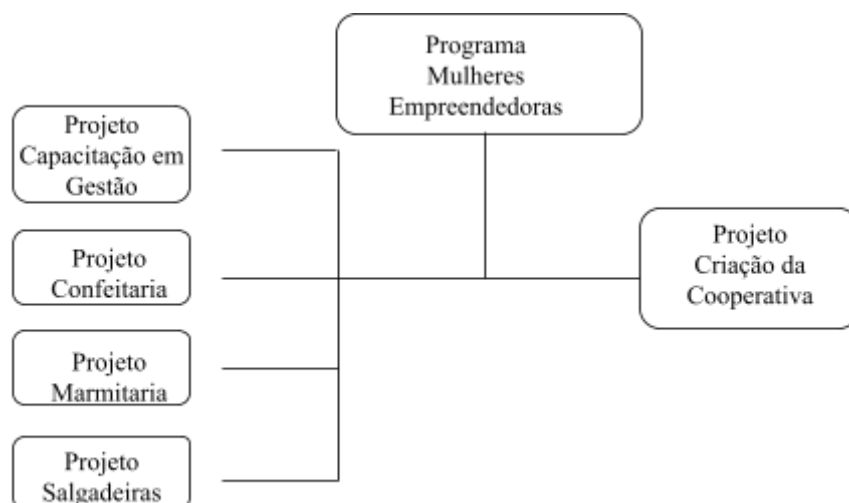 Programa
Mulheres
Empreendedoras
Projeto
Capacitação em
Gestão
Projeto
Confeitaria
Projeto
Marmitaria
Projeto
Salgadeiras
Projeto
Criação da
Cooperativa